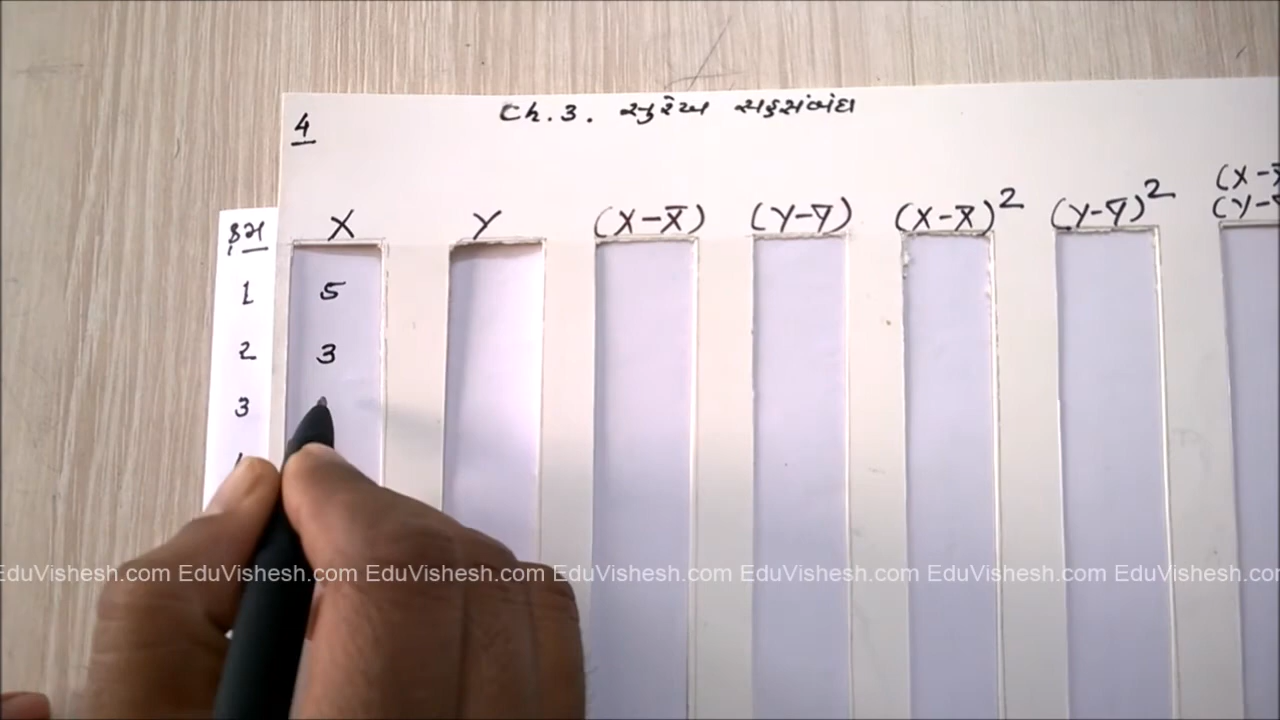 4
Ch. 3. સુરેખ સહસંબંધ
ક્રમ X Y (X-X̄) (Y-Ȳ) (X-X̄)² (Y-Ȳ)² (X-X̄
(Y-Ȳ
1 5
2 3
3
EduVishesh.com EduVishesh.com EduVishesh.com EduVishesh.com EduVishesh.com EduVishesh.com EduVishesh.com